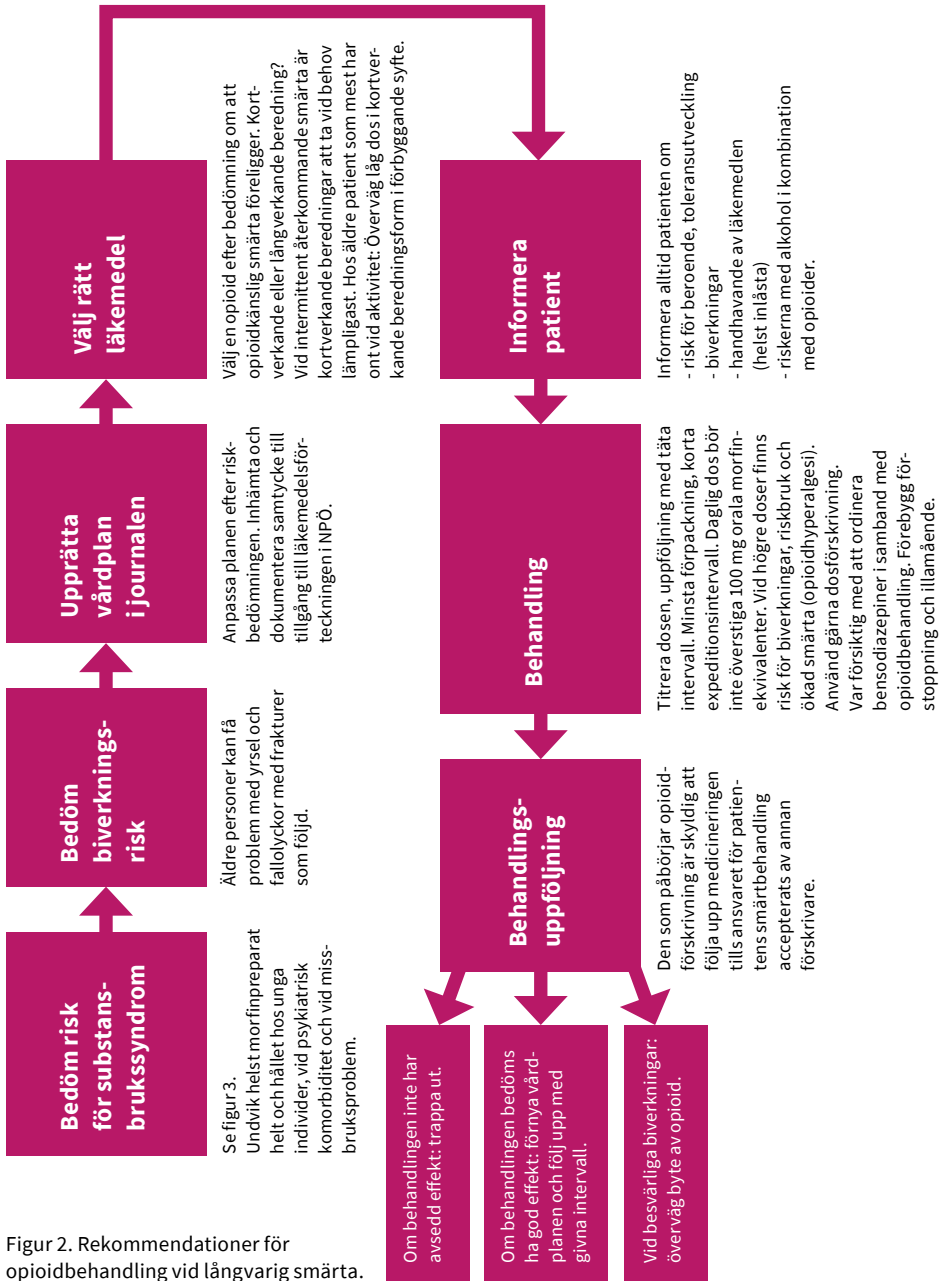 Bedöm risk
för substans-
brukssyndrom
Se figur 3.
Undvik helst morfinpreparat
helt och hållet hos unga
individer, vid psykiatrisk
komorbiditet och vid miss-
bruksproblem.
Bedöm
biverknings-
risk
Äldre personer kan få
problem med yrsel och
fallolyckor med frakturer
som följd.
Upprätta
vårdplan
i journalen
Anpassa planen efter risk-
bedömningen. Inhämta och
dokumentera samtycke till
tillgång till läkemedelsför-
teckningen i NPÖ.
Välj rätt
läkemedel
Välj en opioid efter bedömning om att
opioidkänslig smärta föreligger. Kort-
verkande eller långverkande beredning?
Vid intermittent återkommande smärta är
kortverkande beredningar att ta vid behov
lämpligast. Hos äldre patient som mest har
ont vid aktivitet: Överväg låg dos i kortver-
kande beredningsform i förbyggande syfte.
Informera
patient
Informera alltid patienten om
- risk för beroende, toleransutveckling
- biverkningar
- handhavande av läkemedlen
(helst inlåsta)
- riskerna med alkohol i kombination
med opioider.
Behandling
Titrera dosen, uppföljning med täta
intervall. Minsta förpackning, korta
expeditionsintervall. Daglig dos bör
inte överstiga 100 mg orala morfin-
ekvivalenter. Vid högre doser finns
risk för biverkningar, riskbruk och
ökad smärta (opioidhyperalgesi).
Använd gärna dosförskrivning.
Var försiktig med att ordinera
bensodiazepiner i samband med
opioidbehandling. Förebygg för-
stoppning och illamående.
Behandlings-
uppföljning
Den som påbörjar opioid-
förskrivning är skyldig att
följa upp medicineringen
tills ansvaret för patien-
tens smärtbehandling
accepterats av annan
förskrivare.
Om behandlingen inte har
avsedd effekt: trappa ut.
Om behandlingen bedöms
ha god effekt: förnya vård-
planen och följ upp med
givna intervall.
Vid besvärliga biverkningar:
överväg byte av opioid.
Figur 2. Rekommendationer för
opioidbehandling vid långvarig smärta.